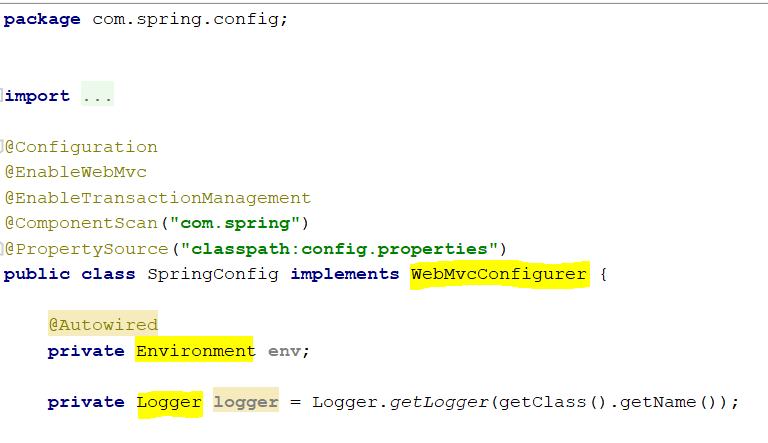 package com.spring.config;
import ...
@Configuration
@EnableWebMvc
@EnableTransactionManagement
@ComponentScan("com.spring")
@PropertySource("classpath:config.properties")
public class SpringConfig implements WebMvcConfigurer {
@Autowired
private Environment env;
private Logger logger = Logger.getLogger(getClass().getName());